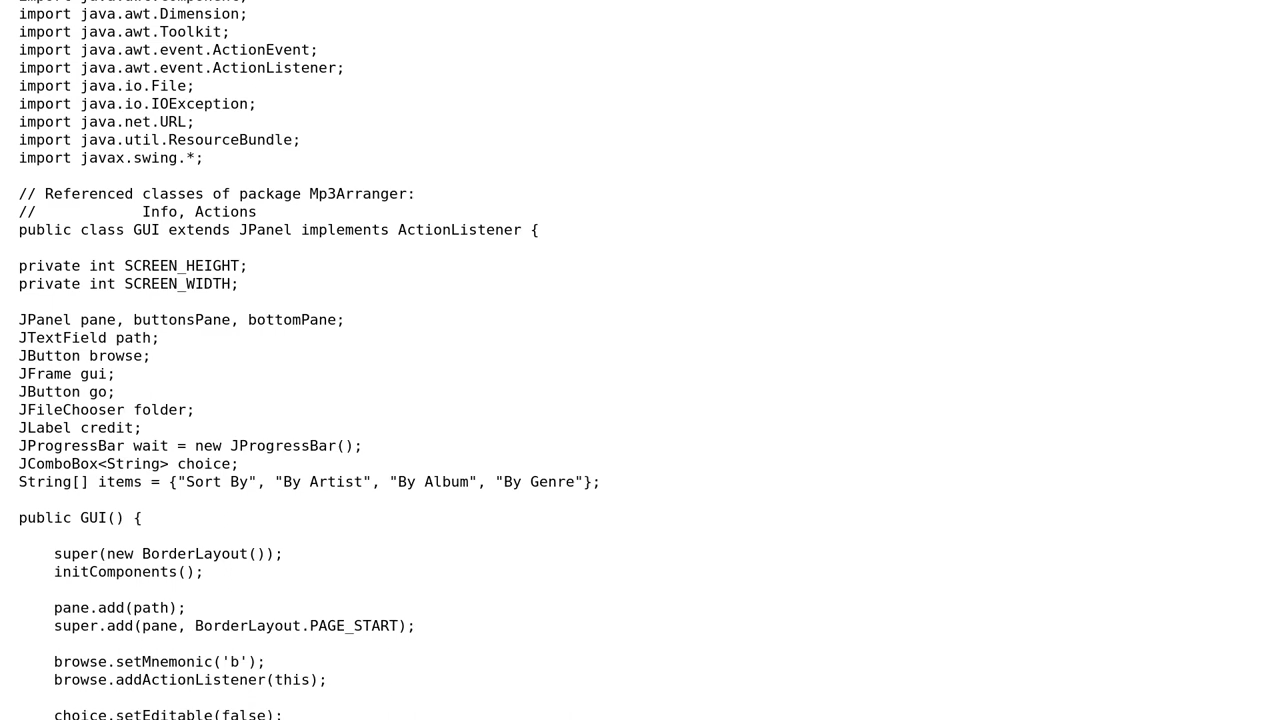 import java.awt.Component;
import java.awt.Dimension;
import java.awt.Toolkit;
import java.awt.event.ActionEvent;
import java.awt.event.ActionListener;
import java.io.File;
import java.io.IOException;
import java.net.URL;
import java.util.ResourceBundle;
import javax.swing.*;

// Referenced classes of package Mp3Arranger:
//            Info, Actions
public class GUI extends JPanel implements ActionListener {

private int SCREEN_HEIGHT;
private int SCREEN_WIDTH;

JPanel pane, buttonsPane, bottomPane;
JTextField path;
JButton browse;
JFrame gui;
JButton go;
JFileChooser folder;
JLabel credit;
JProgressBar wait = new JProgressBar();
JComboBox<String> choice;
String[] items = {"Sort By", "By Artist", "By Album", "By Genre"};

public GUI() {

    super(new BorderLayout());
    initComponents();

    pane.add(path);
    super.add(pane, BorderLayout.PAGE_START);

    browse.setMnemonic('b');
    browse.addActionListener(this);

    choice.setEditable(false);